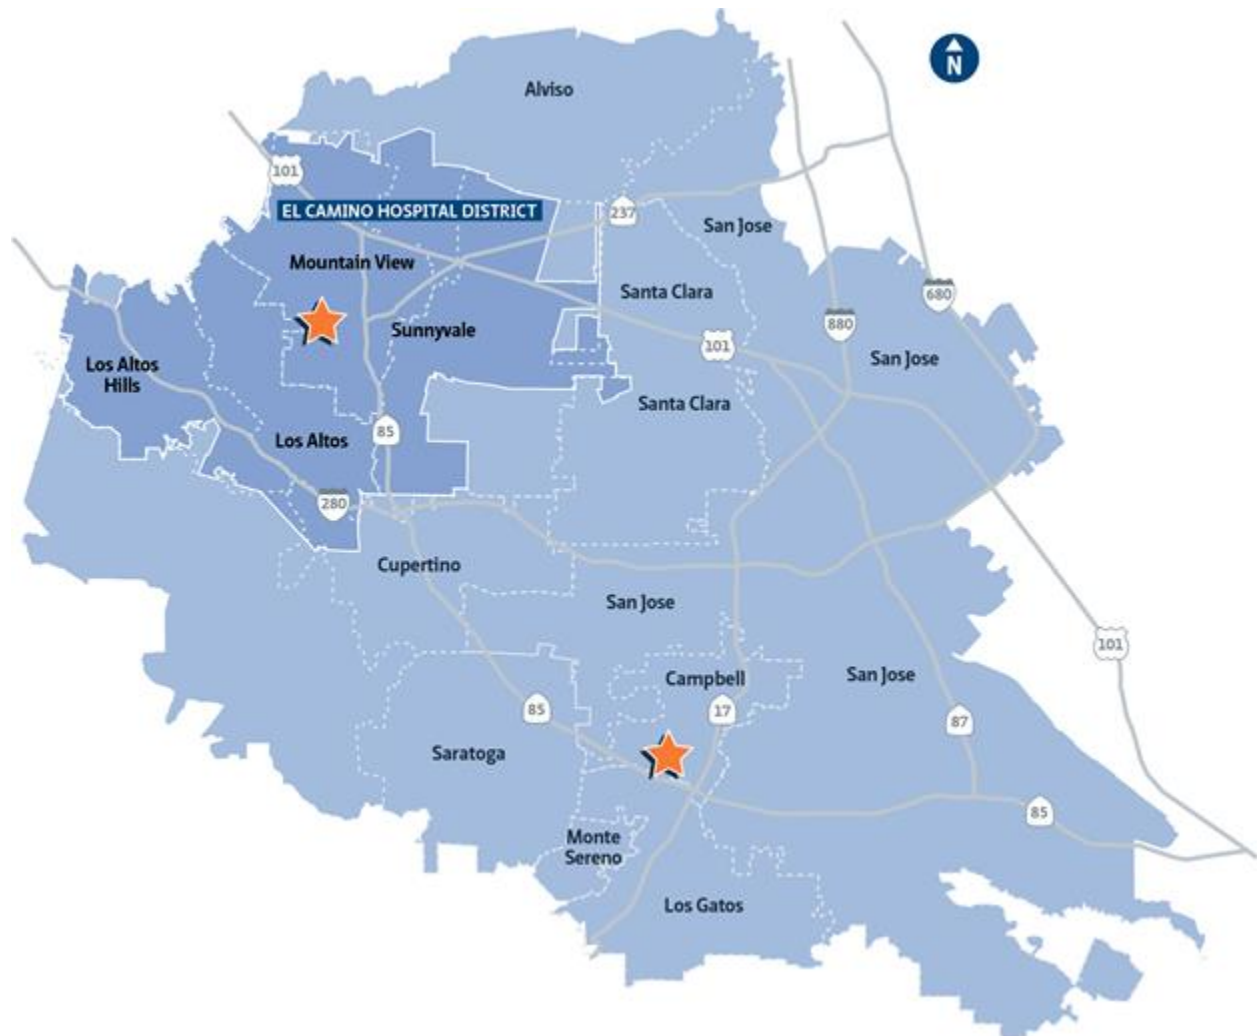 N
Alviso
101
EL CAMINO HOSPITAL DISTRICT
237
San Jose
Mountain View
Santa Clara
680
880
Sunnyvale
101
San Jose
Los Altos
Hills
Santa Clara
85
Los Altos
280
Cupertino
San Jose
101
Campbell
San Jose
85
17
87
Saratoga
85
Monte
Sereno
Los Gatos